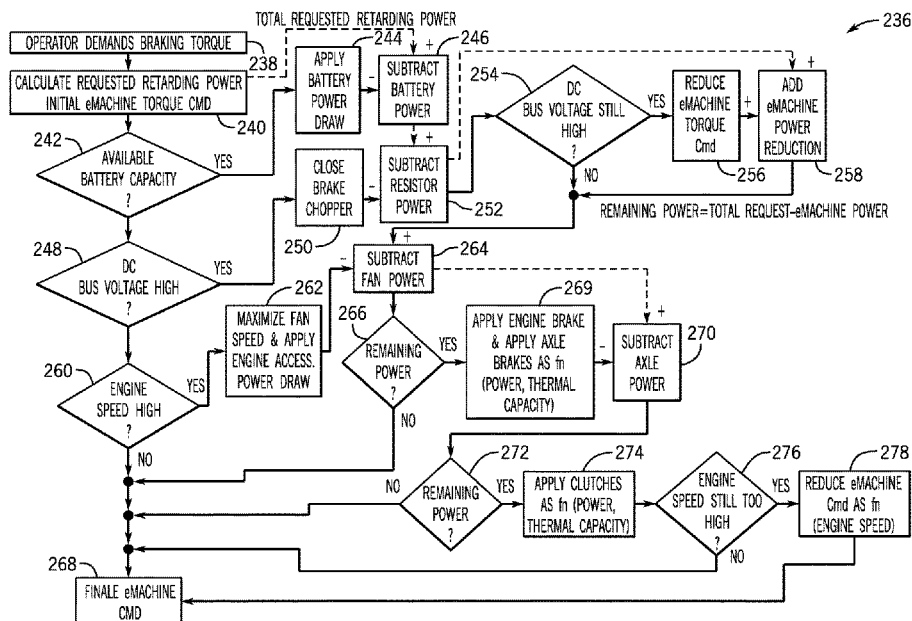 TOTAL REQUESTED RETARDING POWER
236
OPERATOR DEMANDS BRAKING TORQUE
238
CALCULATE REQUESTED RETARDING POWER
INITIAL eMACHINE TORQUE CMD
240
242
AVAILABLE
BATTERY CAPACITY
?
YES
244
APPLY
BATTERY
POWER
DRAW
-
+
246
SUBTRACT
BATTERY
POWER
248
DC
BUS VOLTAGE HIGH
?
YES
CLOSE
BRAKE
CHOPPER
250
-
+
SUBTRACT
RESISTOR
POWER
252
254
DC
BUS VOLTAGE STILL
HIGH
?
YES
NO
REDUCE
eMACHINE
TORQUE
Cmd
256
+
+
ADD
eMACHINE
POWER
REDUCTION
258
REMAINING POWER=TOTAL REQUEST-eMACHINE POWER
260
ENGINE
SPEED HIGH
?
YES
NO
262
MAXIMIZE FAN
SPEED & APPLY
ENGINE ACCESS.
POWER DRAW
-
+
264
SUBTRACT
FAN POWER
266
REMAINING
POWER
?
YES
NO
269
APPLY ENGINE BRAKE
& APPLY AXLE
BRAKES AS fn
(POWER, THERMAL
CAPACITY)
-
+
SUBTRACT
AXLE
POWER
270
272
NO
REMAINING
POWER
?
YES
274
APPLY CLUTCHES
AS fn (POWER,
THERMAL CAPACITY)
276
ENGINE
SPEED STILL TOO
HIGH
?
YES
NO
278
REDUCE eMACHINE
Cmd AS fn
(ENGINE SPEED)
268
FINALE eMACHINE
CMD